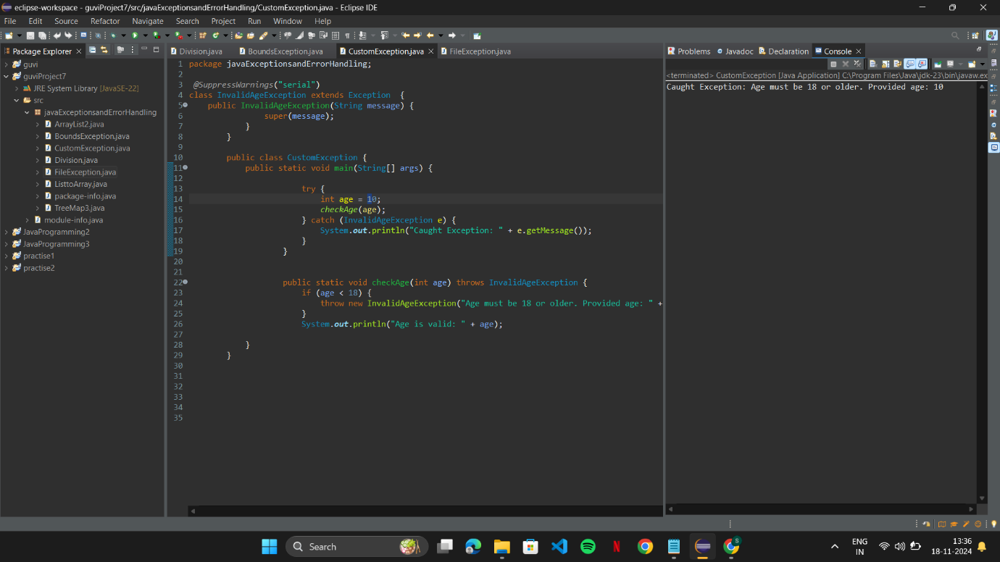 eclipse-workspace - guviProject7/src/javaExceptionsandErrorHandling/CustomException.java - Eclipse IDE
File Edit Source Refactor Navigate Search Project Run Window Help
Package Explorer
guvi
guviProject7
JRE System Library [JavaSE-22]
src
javaExceptionsandErrorHandling
ArrayList2.java
BoundsException.java
CustomException.java
Division.java
FileException.java
ListtoArray.java
package-info.java
TreeMap3.java
module-info.java
JavaProgramming2
JavaProgramming3
practise1
practise2
Division.java BoundsException.java CustomException.java FileException.java
1 package javaExceptionsandErrorHandling;
2
3 @SuppressWarnings("serial")
4 class InvalidAgeException extends Exception {
5 public InvalidAgeException(String message) {
6 super(message);
7 }
8 }
9
10 public class CustomException {
11 public static void main(String[] args) {
12
13 try {
14 int age = 10;
15 checkAge(age);
16 } catch (InvalidAgeException e) {
17 System.out.println("Caught Exception: " + e.getMessage());
18 }
19 }
20
21
22 public static void checkAge(int age) throws InvalidAgeException {
23 if (age < 18) {
24 throw new InvalidAgeException("Age must be 18 or older. Provided age: " +
25 }
26 System.out.println("Age is valid: " + age);
27
28 }
29 }
30
31
32
33
34
35
Problems Javadoc Declaration Console
<terminated> CustomException [Java Application] C:\Program Files\Java\jdk-23\bin\javaw.ex
Caught Exception: Age must be 18 or older. Provided age: 10
Search
ENG
IN
13:36
18-11-2024